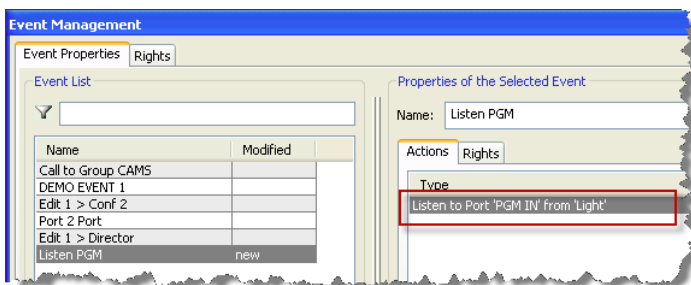 Event Management
Event Properties Rights
Event List
Name Modified
Call to Group CAMS
DEMO EVENT 1
Edit 1 > Conf 2
Port 2 Port
Edit 1 > Director
Listen PGM new
Properties of the Selected Event
Name: Listen PGM
Actions Rights
Type
Listen to Port 'PGM IN' from 'Light'